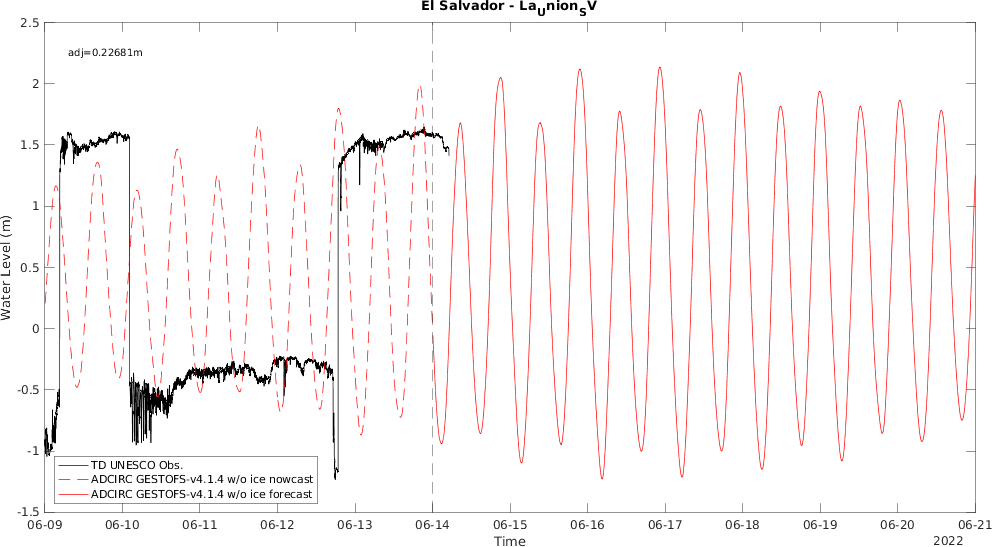 El Salvador - LaUnionSV
adj=0.22681m
2.5
2
1.5
1
0.5
0
-0.5
-1
-1.5
Water Level (m)
TD UNESCO Obs.
ADCIRC GESTOFS-v4.1.4 w/o ice nowcast
ADCIRC GESTOFS-v4.1.4 w/o ice forecast
06-09 06-10 06-11 06-12 06-13 06-14 06-15 06-16 06-17 06-18 06-19 06-20 06-21
Time
2022